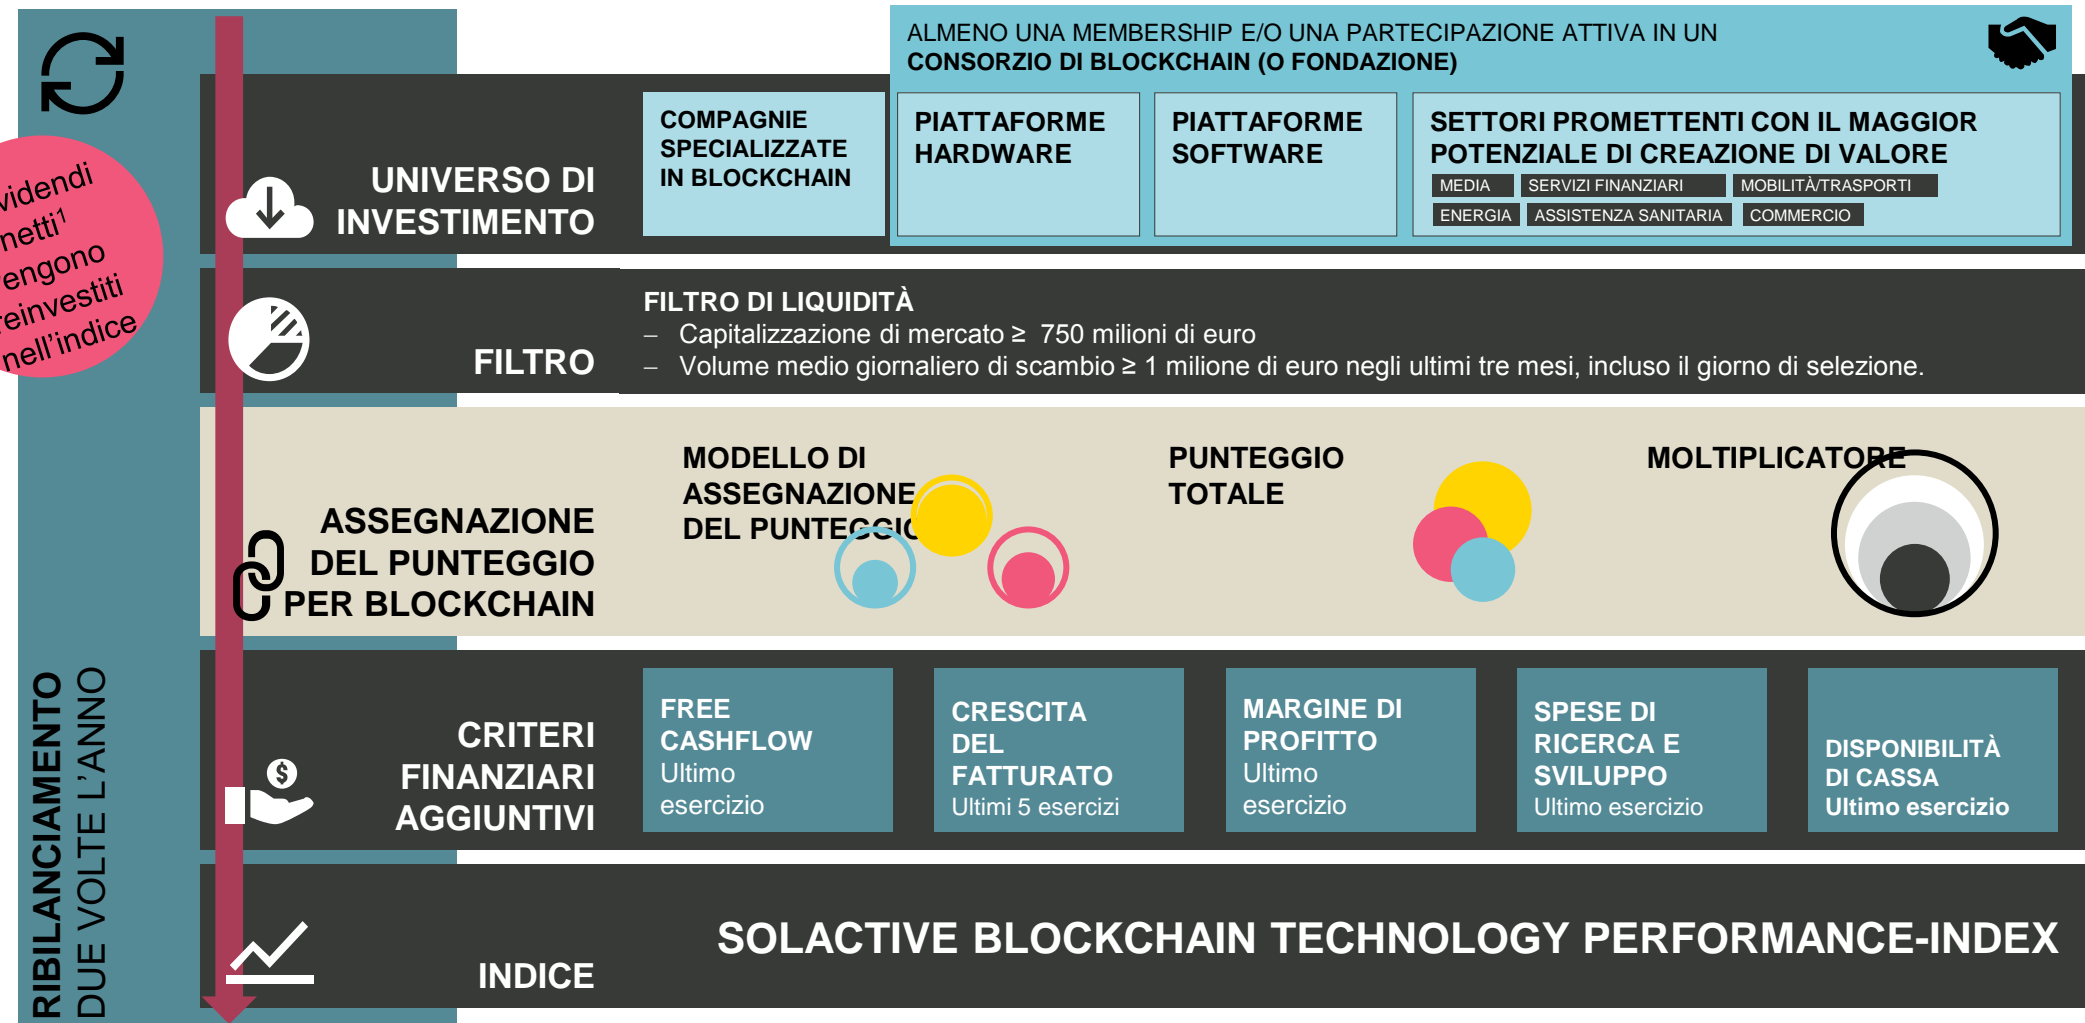 ALMENO UNA MEMBERSHIP E/O UNA PARTECIPAZIONE ATTIVA IN UN
CONSORZIO DI BLOCKCHAIN (O FONDAZIONE)
UNIVERSO DI
INVESTIMENTO
COMPAGNIE
SPECIALIZZATE
IN BLOCKCHAIN
PIATTAFORME
HARDWARE
PIATTAFORME
SOFTWARE
SETTORI PROMETTENTI CON IL MAGGIOR
POTENZIALE DI CREAZIONE DI VALORE
MEDIA SERVIZI FINANZIARI MOBILITÀ/TRASPORTI
ENERGIA ASSISTENZA SANITARIA COMMERCIO
netti¹
reinvestiti
nell'indice
FILTRO
FILTRO DI LIQUIDITÀ
– Capitalizzazione di mercato ≥ 750 milioni di euro
– Volume medio giornaliero di scambio ≥ 1 milione di euro negli ultimi tre mesi, incluso il giorno di selezione.
ASSEGNAZIONE
DEL PUNTEGGIO
PER BLOCKCHAIN
MODELLO DI
ASSEGNAZIONE
DEL PUNTEGGIO
PUNTEGGIO
TOTALE
MOLTIPLICATORE
CRITERI
FINANZIARI
AGGIUNTIVI
FREE
CASHFLOW
Ultimo
esercizio
CRESCITA
DEL
FATTURATO
Ultimi 5 esercizi
MARGINE DI
PROFITTO
Ultimo
esercizio
SPESE DI
RICERCA E
SVILUPPO
Ultimo esercizio
DISPONIBILITÀ
DI CASSA
Ultimo esercizio
RIBILANCIAMENTO
DUE VOLTE L'ANNO
INDICE
SOLACTIVE BLOCKCHAIN TECHNOLOGY PERFORMANCE-INDEX